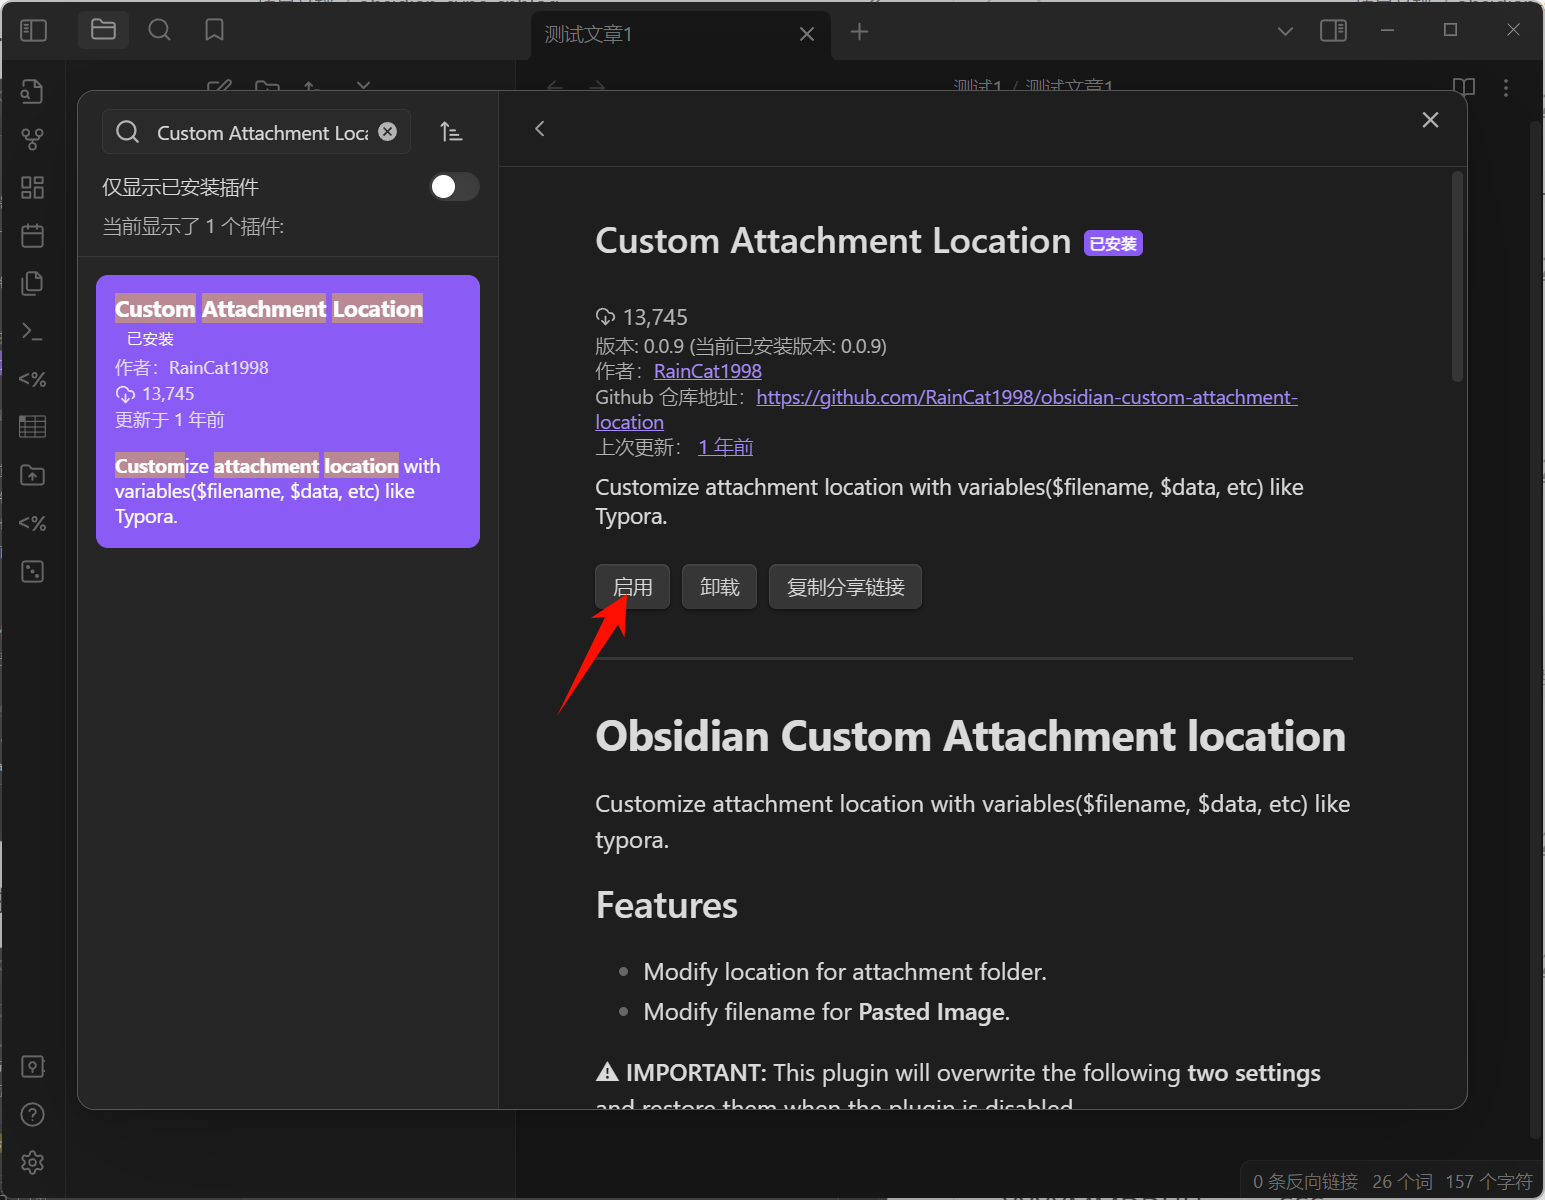 测试文章1
测试1 / 测试文章1
Custom Attachment Loca
仅显示已安装插件
当前显示了 1 个插件:
Custom Attachment Location
已安装
作者：RainCat1998
13,745
更新于 1 年前
Customize attachment location with
variables($filename, $data, etc) like
Typora.
Custom Attachment Location 已安装
13,745
版本: 0.0.9 (当前已安装版本: 0.0.9)
作者：RainCat1998
Github 仓库地址：https://github.com/RainCat1998/obsidian-custom-attachment-
location
上次更新： 1 年前
Customize attachment location with variables($filename, $data, etc) like
Typora.
启用 卸载 复制分享链接
Obsidian Custom Attachment location
Customize attachment location with variables($filename, $data, etc) like
typora.
Features
Modify location for attachment folder.
Modify filename for Pasted Image.
IMPORTANT: This plugin will overwrite the following two settings
and restore them when the plugin is disabled
0 条反向链接 26 个词 157 个字符